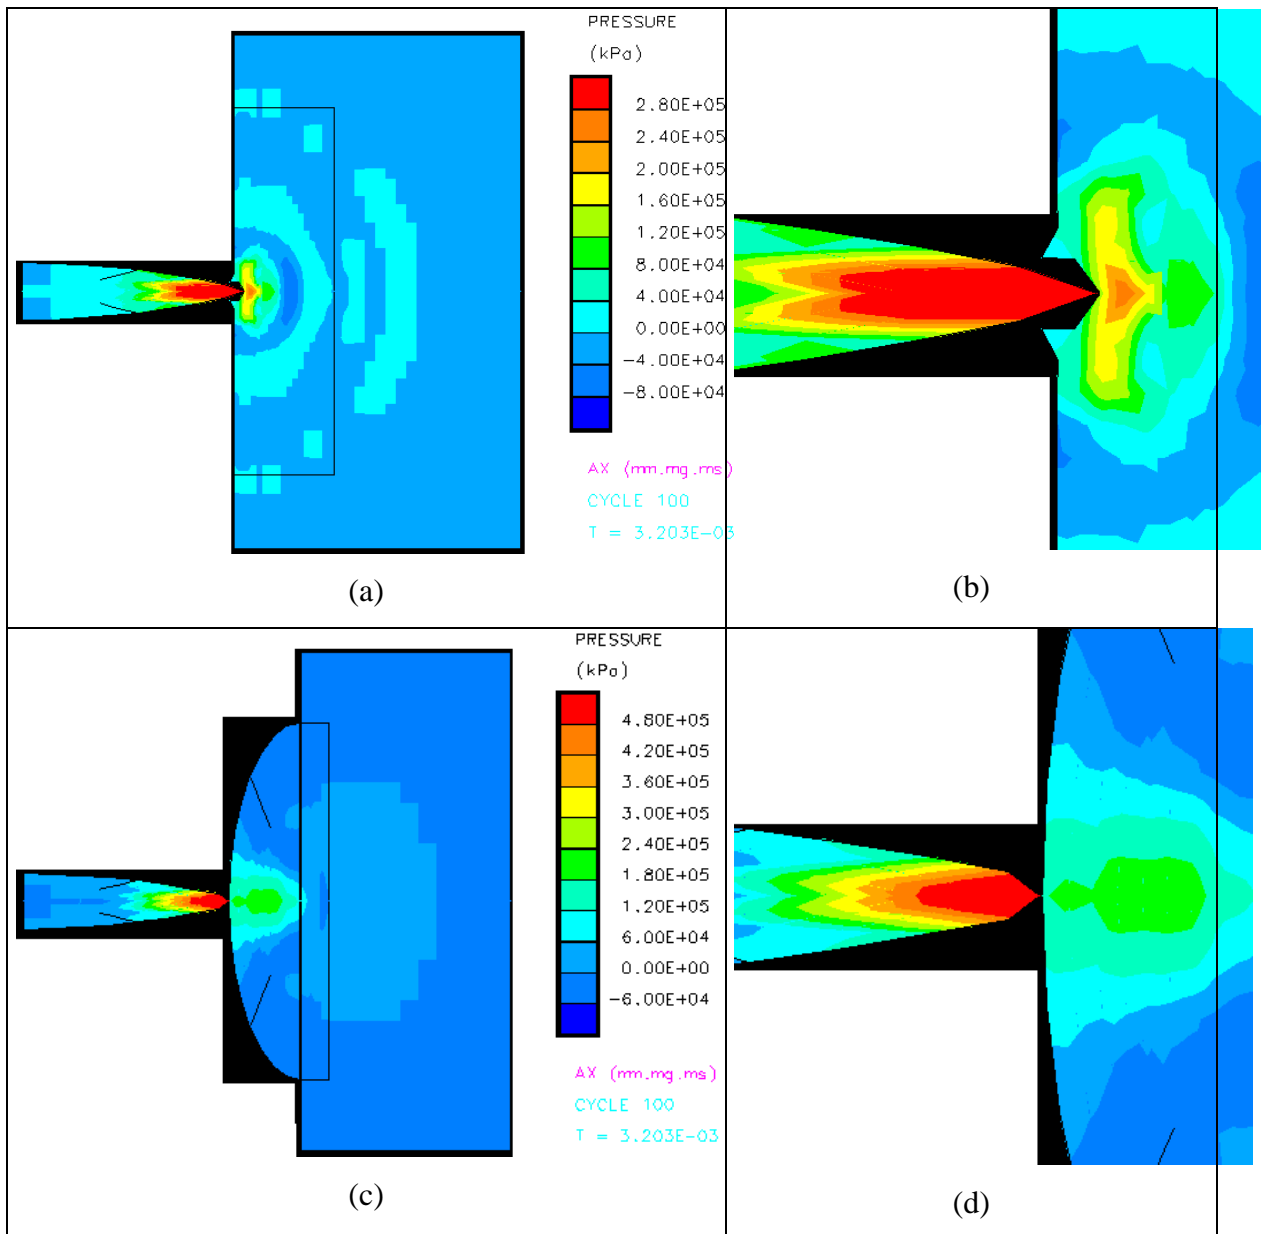 PRESSURE
(kPa)
2.80E+05
2.40E+05
2.00E+05
1.60E+05
1.20E+05
8.00E+04
4.00E+04
0.00E+00
-4.00E+04
-8.00E+04
AX (mm.mg.ms)
CYCLE 100
T = 3.203E-03
(a)
(b)
PRESSURE
(kPa)
4.80E+05
4.20E+05
3.60E+05
3.00E+05
2.40E+05
1.80E+05
1.20E+05
6.00E+04
0.00E+00
-6.00E+04
AX (mm.mg.ms)
CYCLE 100
T = 3.203E-03
(c)
(d)